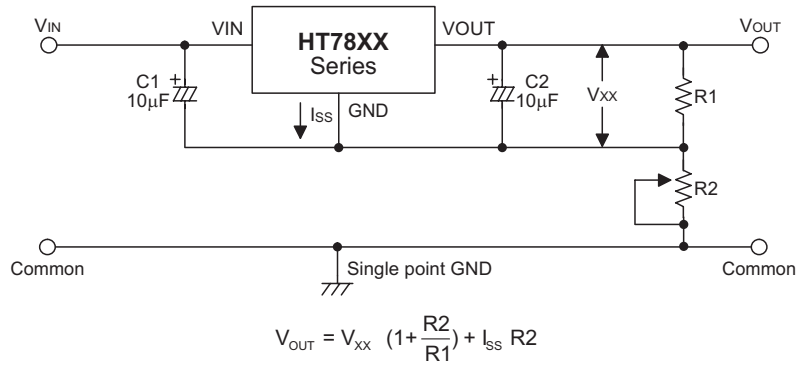 VIN
VIN
HT78XX
Series
VOUT
VOUT
C1
10μF
+
ISS
GND
+
C2
10μF
VXX
R1
R2
Common
Single point GND
Common
VOUT = VXX (1+R2/R1) + ISS R2